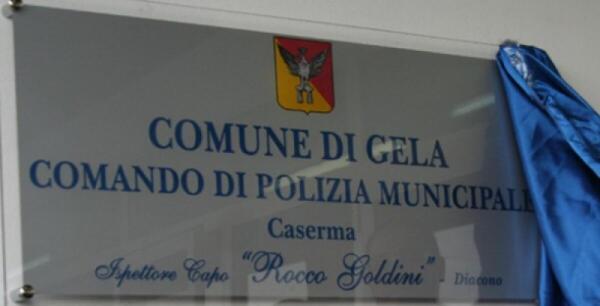 COMUNE DI GELA
COMANDO DI POLIZIA MUNICIPALE
Caserma
Ispettore Capo "Rocco Goldini" - Diacono